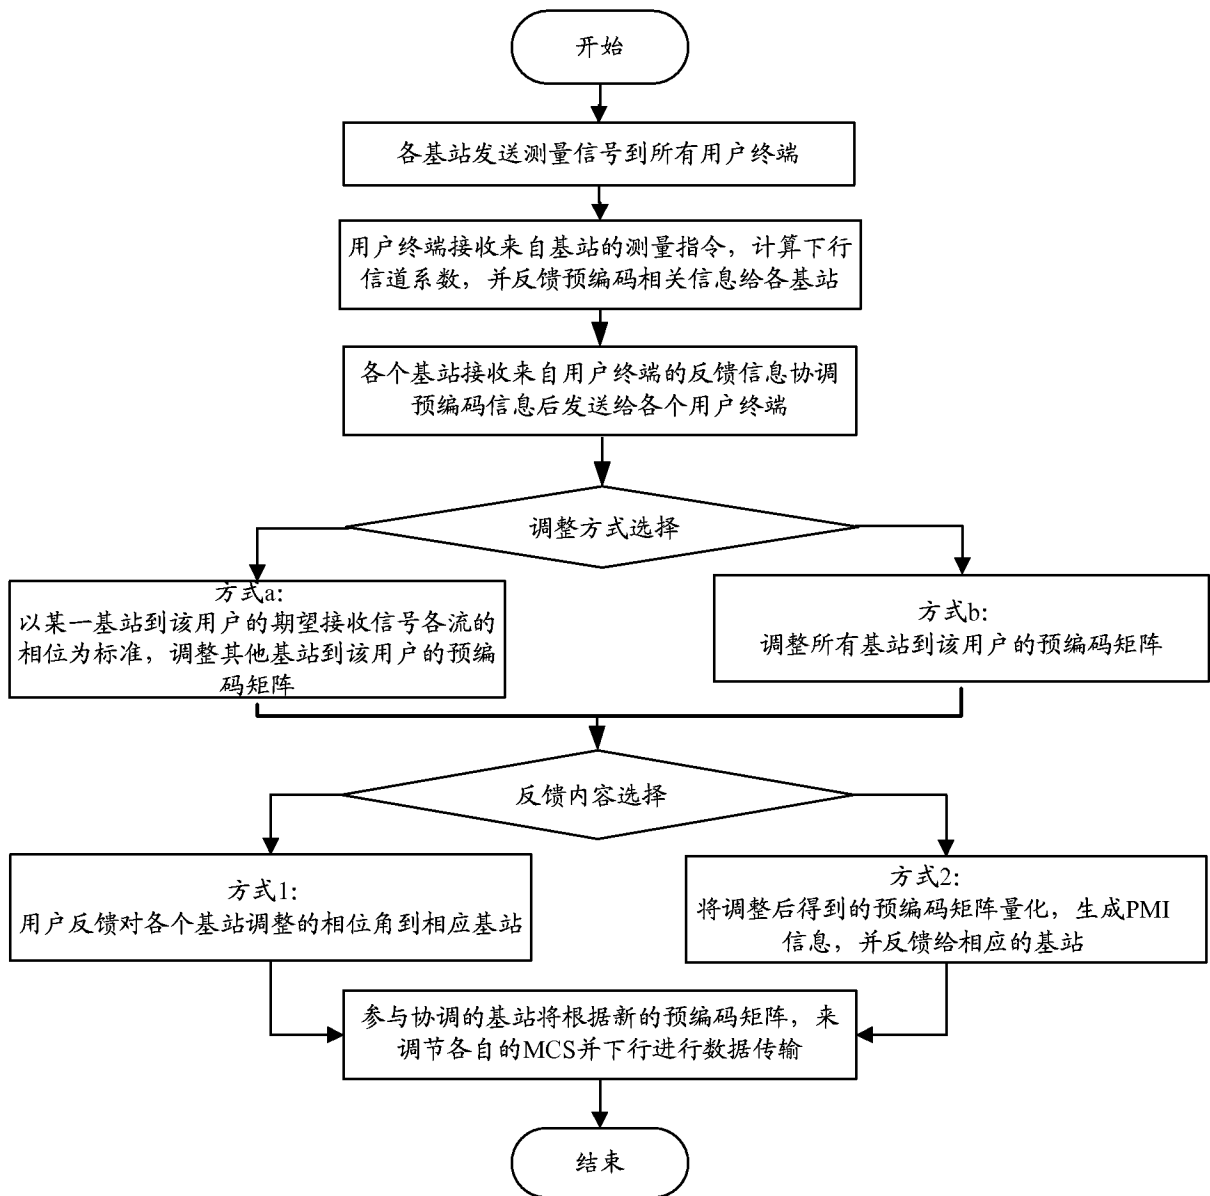 开始
各基站发送测量信号到所有用户终端
用户终端接收来自基站的测量指令，计算下行
信道系数，并反馈预编码相关信息给各基站
各个基站接收来自用户终端的反馈信息协调
预编码信息后发送给各个用户终端
调整方式选择
方式a:
以某一基站到该用户的期望接收信号各流的
相位为标准，调整其他基站到该用户的预编
码矩阵
方式b:
调整所有基站到该用户的预编码矩阵
反馈内容选择
方式1:
用户反馈对各个基站调整的相位角到相应基站
方式2:
将调整后得到的预编码矩阵量化，生成PMI
信息，并反馈给相应的基站
参与协调的基站将根据新的预编码矩阵，来
调节各自的MCS并下行进行数据传输
结束